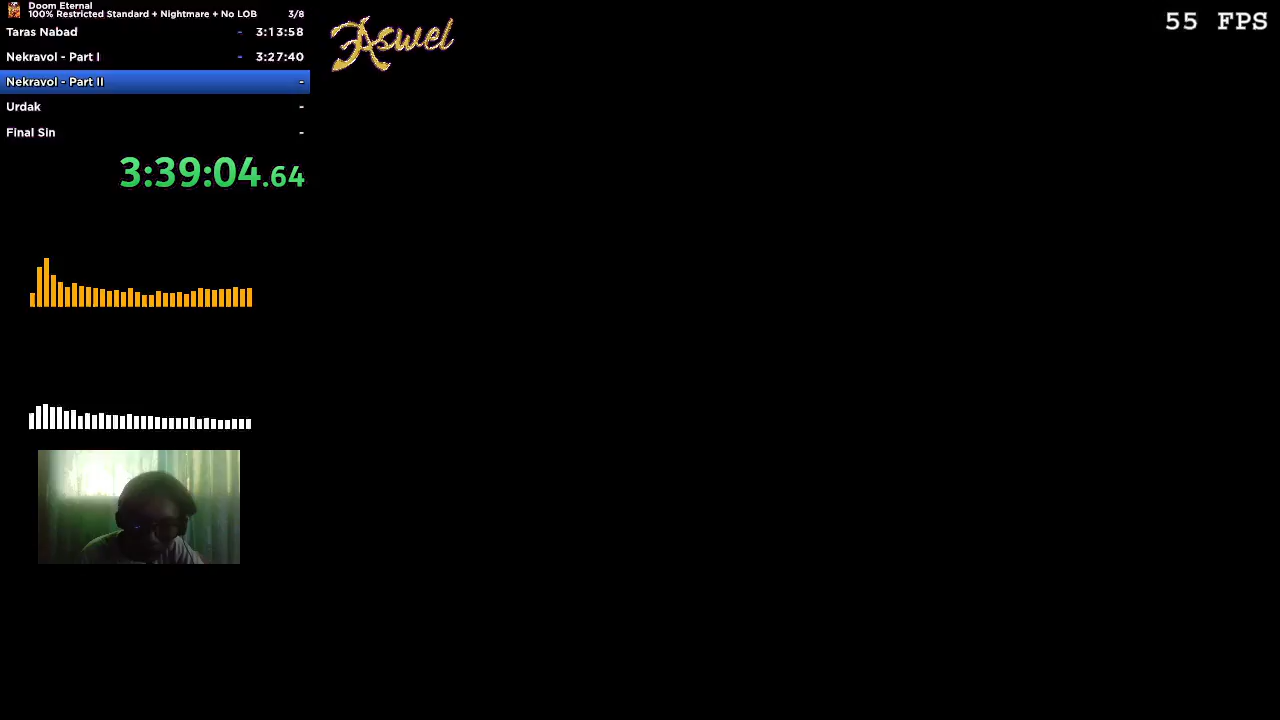 Doom Eternal
100% Restricted Standard + Nightmare + No LOB 3/8
Taras Nabad - 3:13:58
Nekravol - Part I - 3:27:40
Nekravol - Part II -
Urdak -
Final Sin -
3:39:04.64
Aswel
55 FPS